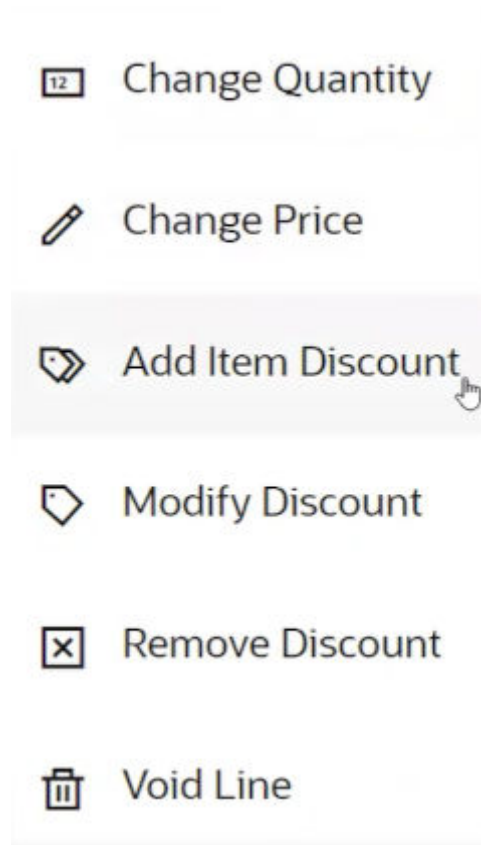 12 Change Quantity
Change Price
Add Item Discount
Modify Discount
Remove Discount
Void Line